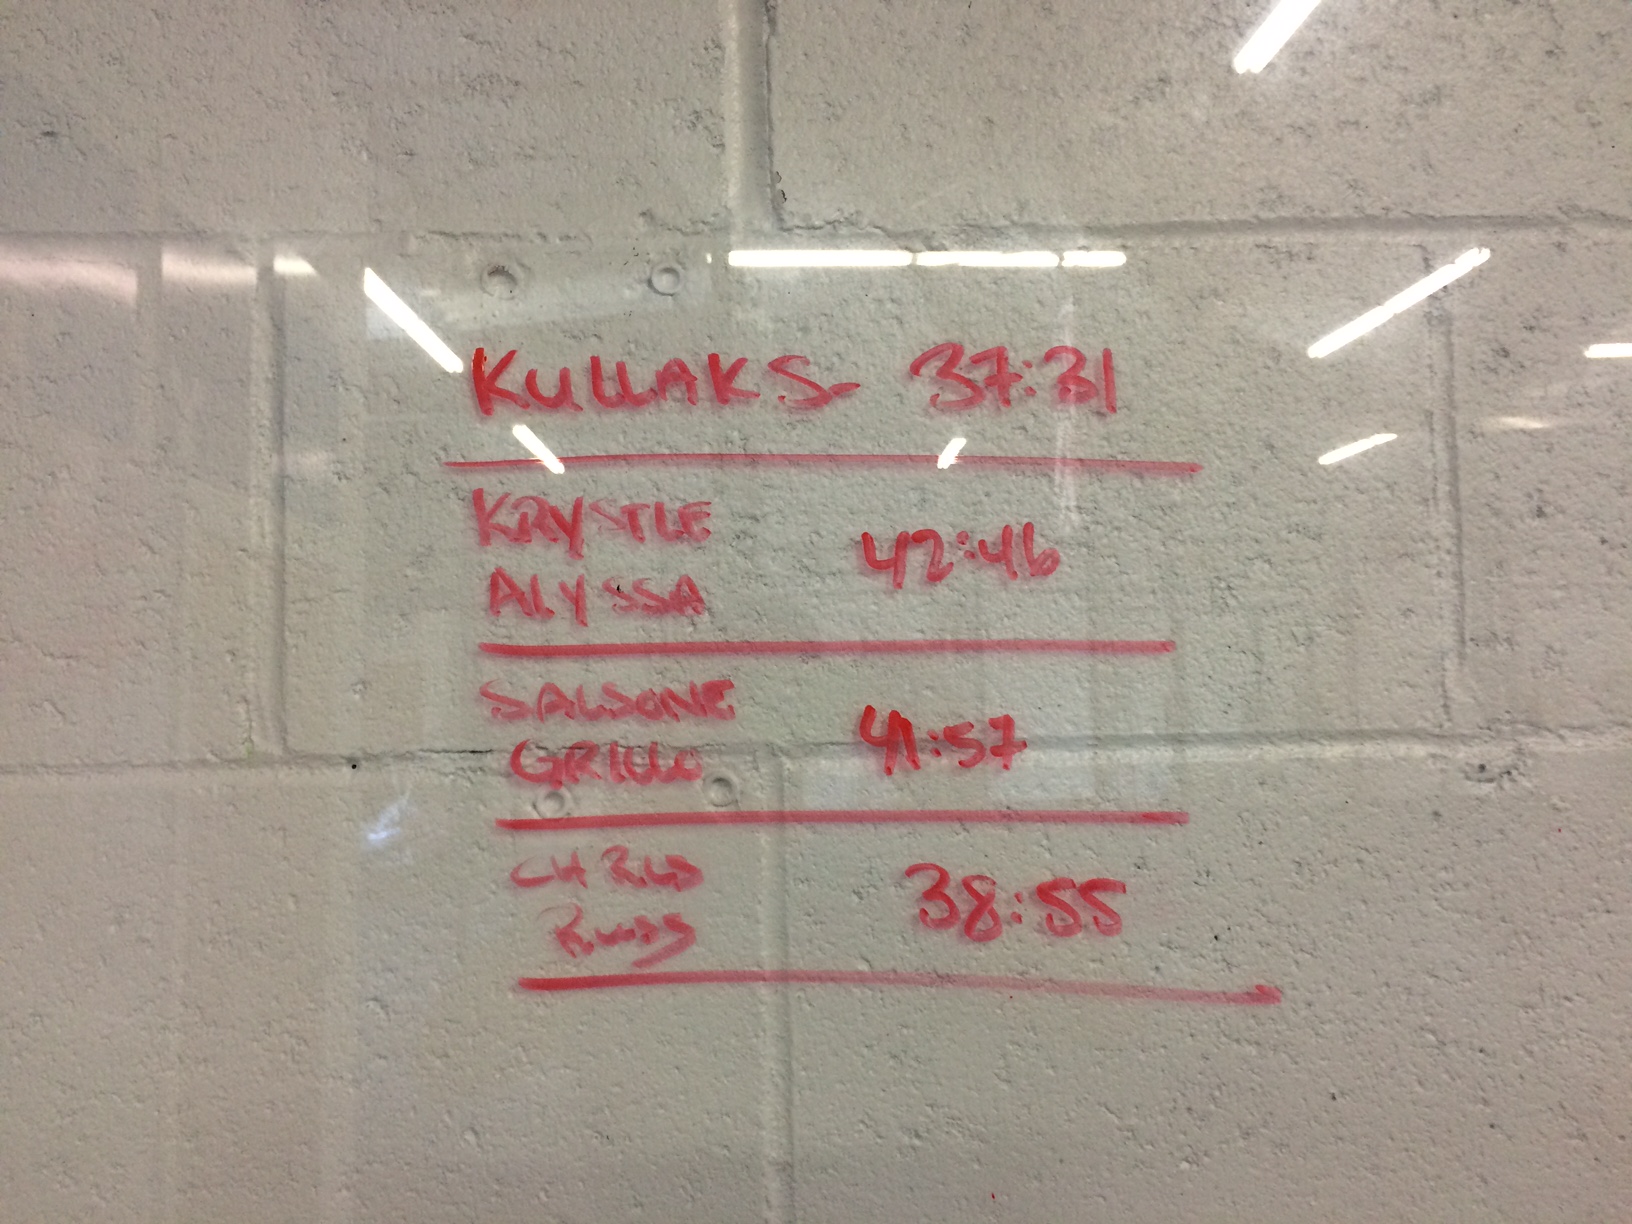 KULLAKS- 37:31
KRYSTLE
ALYSSA 42:46
SALSONE
GRILLO 41:57
38:55